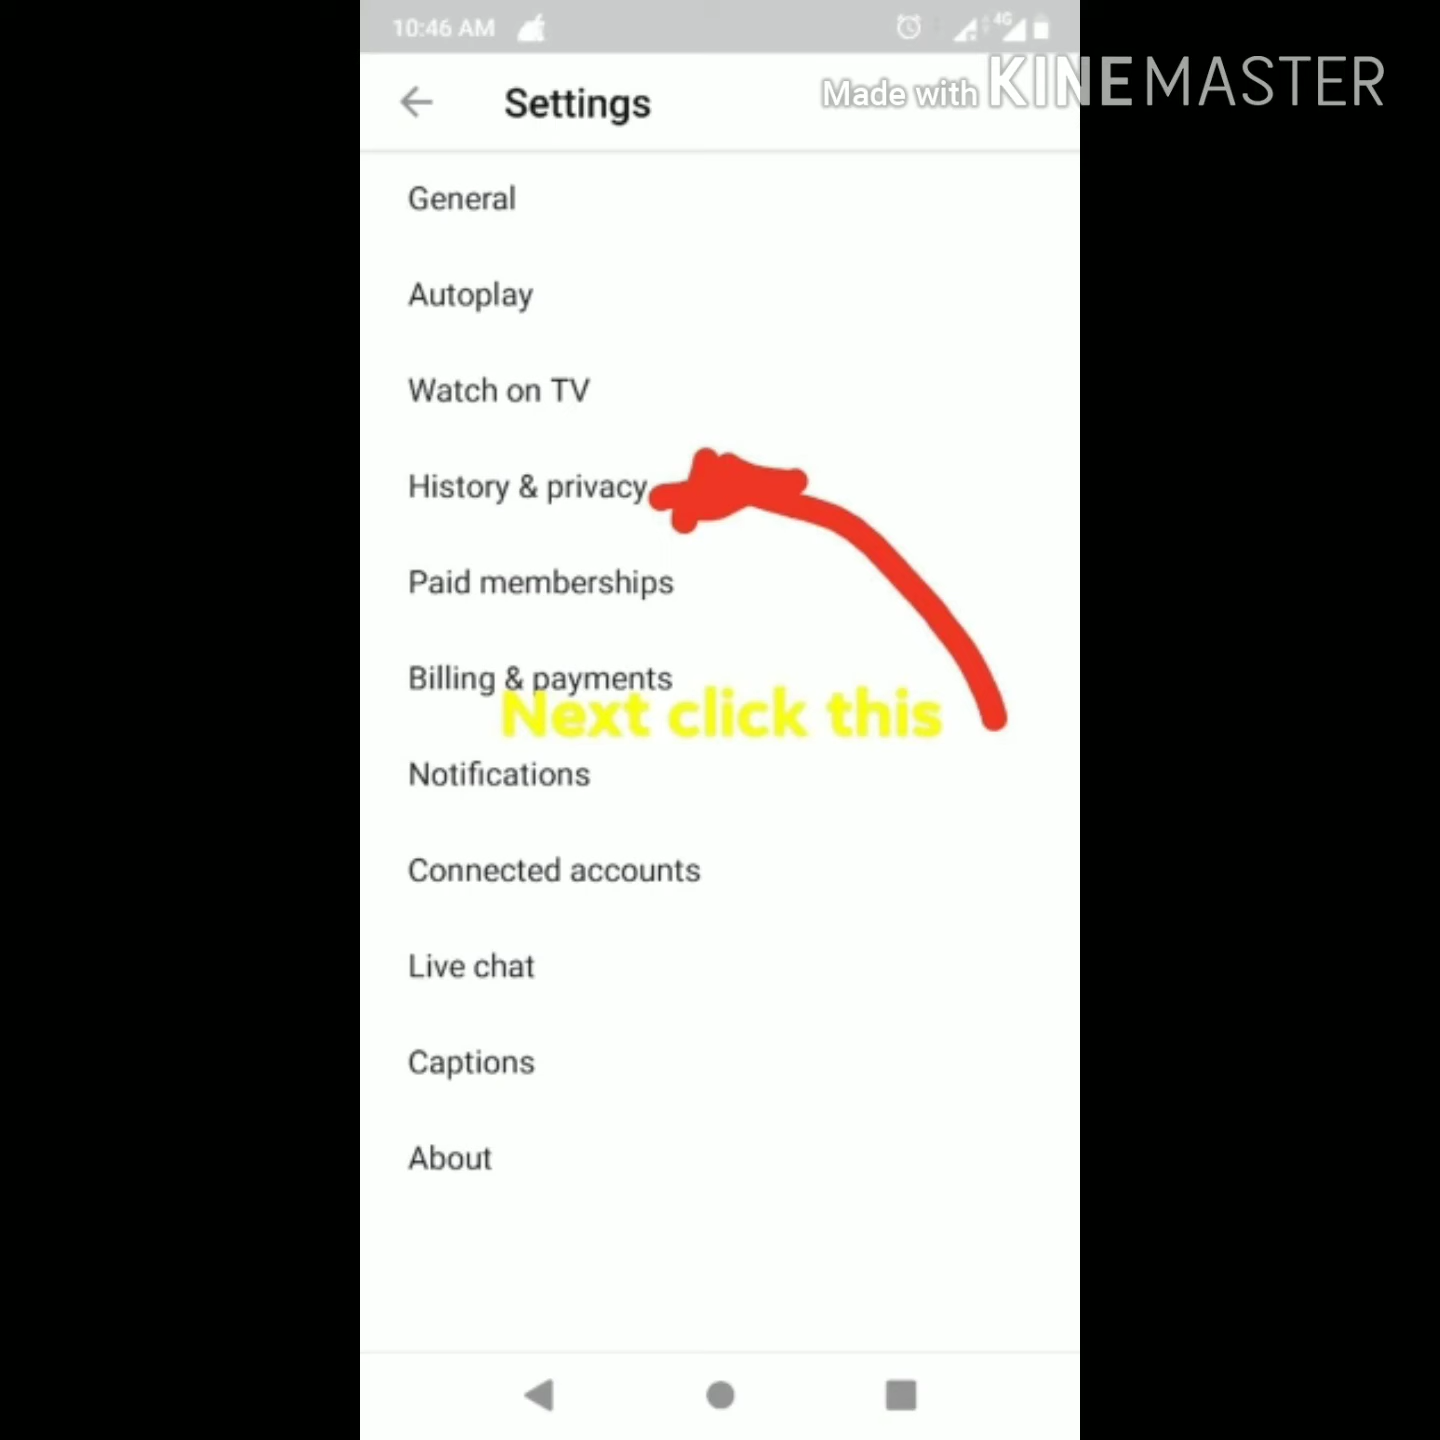 10:46 AM
4G
Made with KINEMASTER
Settings
General
Autoplay
Watch on TV
History & privacy
Paid memberships
Billing & payments
Next click this
Notifications
Connected accounts
Live chat
Captions
About